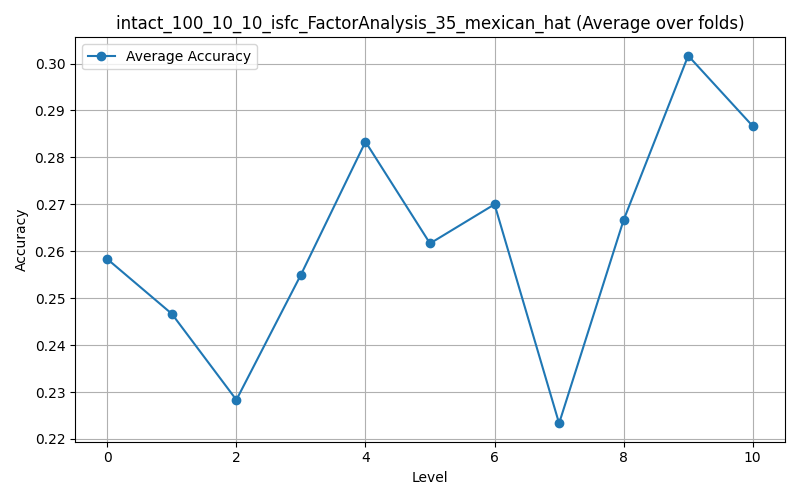 intact_100_10_10_isfc_FactorAnalysis_35_mexican_hat (Average over folds)
Average Accuracy
0.30
0.29
0.28
0.27
0.26
0.25
0.24
0.23
0.22
Accuracy
0 2 4 6 8 10
Level